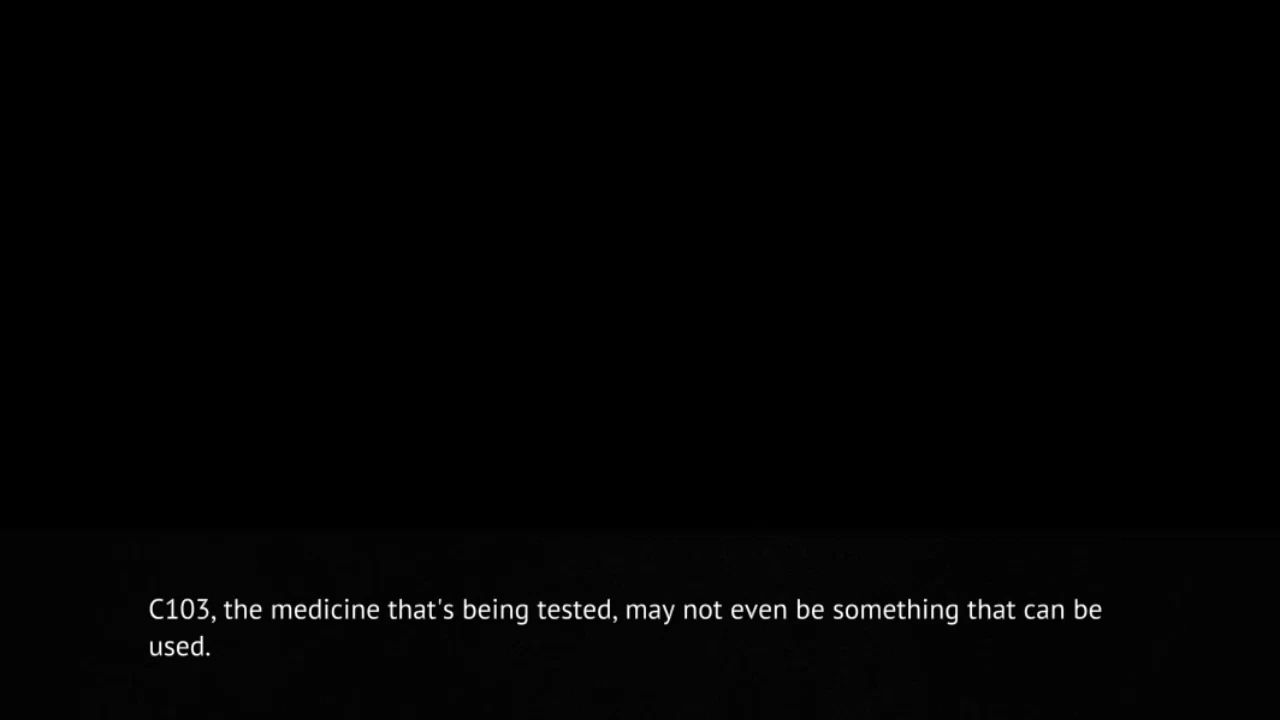 C103, the medicine that's being tested, may not even be something that can be
used.